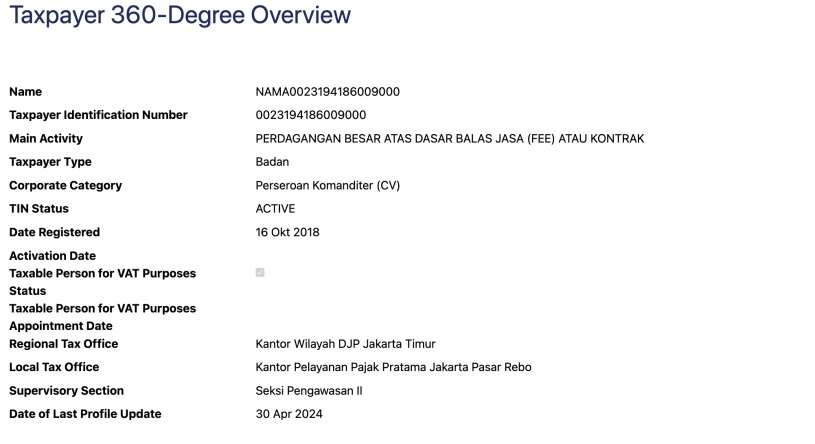 Taxpayer 360-Degree Overview
Name NAMA0023194186009000
Taxpayer Identification Number 0023194186009000
Main Activity PERDAGANGAN BESAR ATAS DASAR BALAS JASA (FEE) ATAU KONTRAK
Taxpayer Type Badan
Corporate Category Perseroan Komanditer (CV)
TIN Status ACTIVE
Date Registered 16 Okt 2018
Activation Date
Taxable Person for VAT Purposes
Status
Taxable Person for VAT Purposes
Appointment Date
Regional Tax Office Kantor Wilayah DJP Jakarta Timur
Local Tax Office Kantor Pelayanan Pajak Pratama Jakarta Pasar Rebo
Supervisory Section Seksi Pengawasan II
Date of Last Profile Update 30 Apr 2024